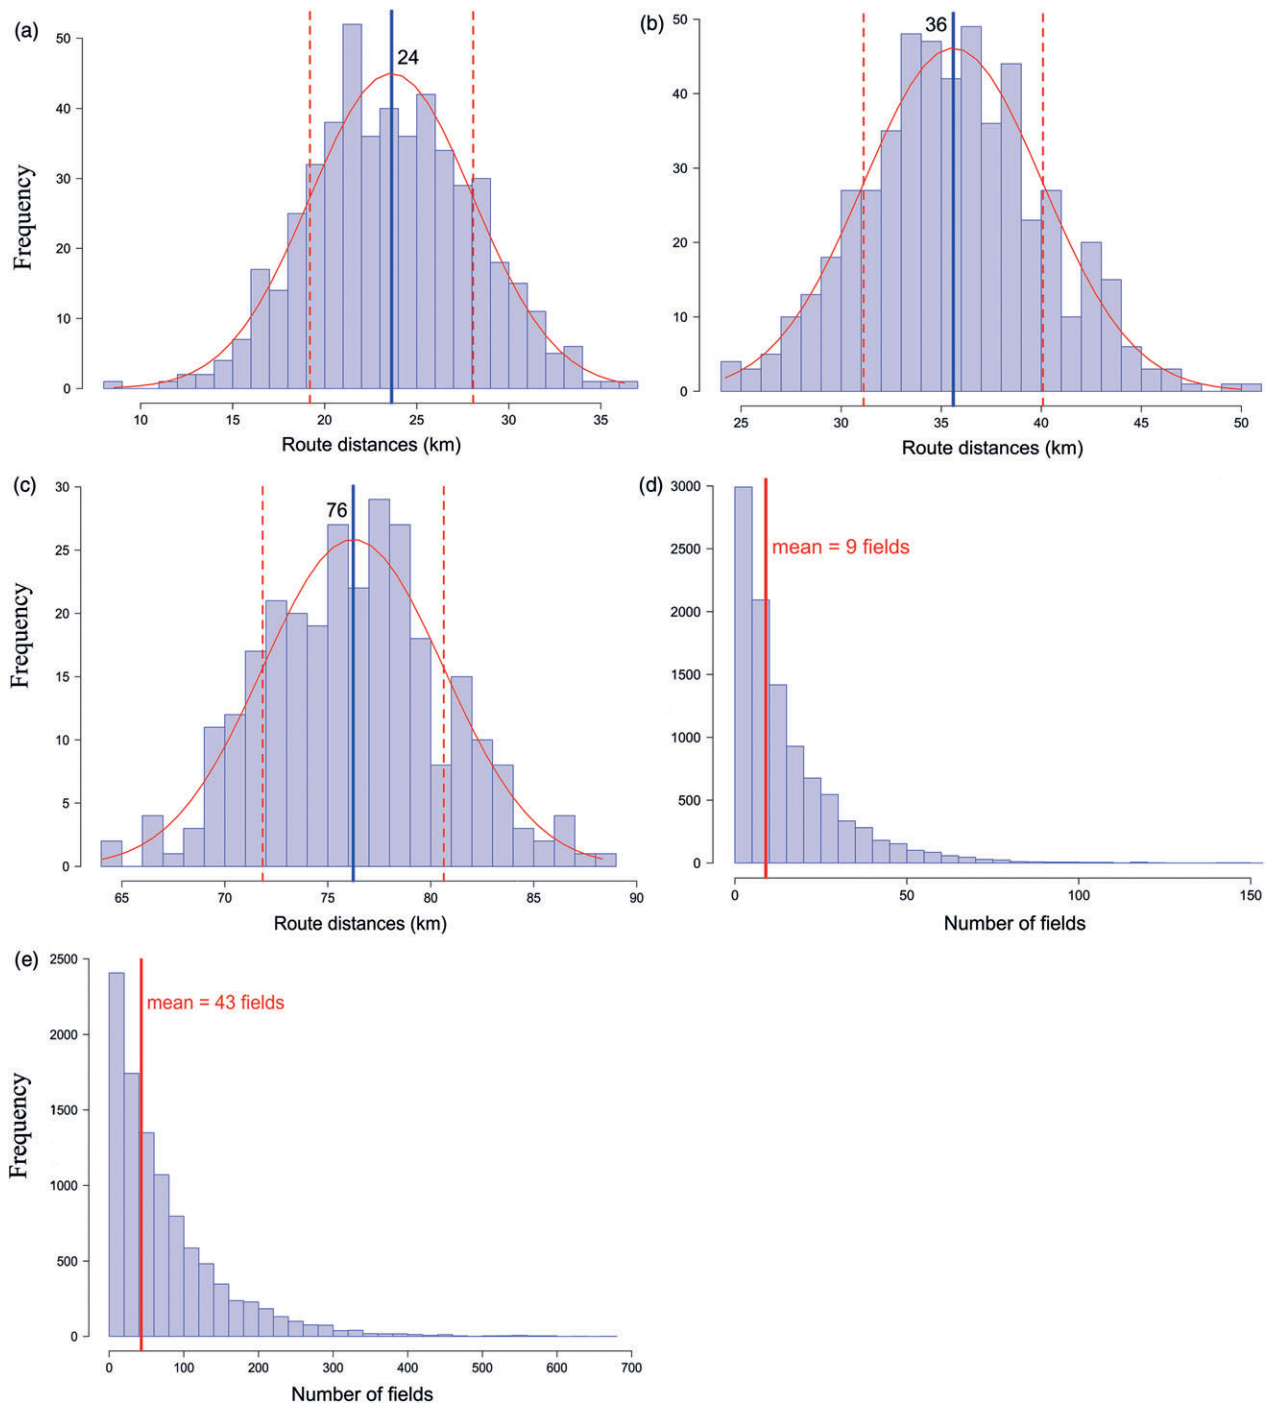 (a)
50
40
30
20
10
0
Frequency
24
10 15 20 25 30 35
Route distances (km)
(b)
50
40
30
20
10
0
36
25 30 35 40 45 50
Route distances (km)
(c)
30
25
20
15
10
5
0
Frequency
76
65 70 75 80 85 90
Route distances (km)
(d)
3000
2500
2000
1500
1000
500
0
mean = 9 fields
0 50 100 150
Number of fields
(e)
2500
2000
1500
1000
500
0
Frequency
mean = 43 fields
0 100 200 300 400 500 600 700
Number of fields